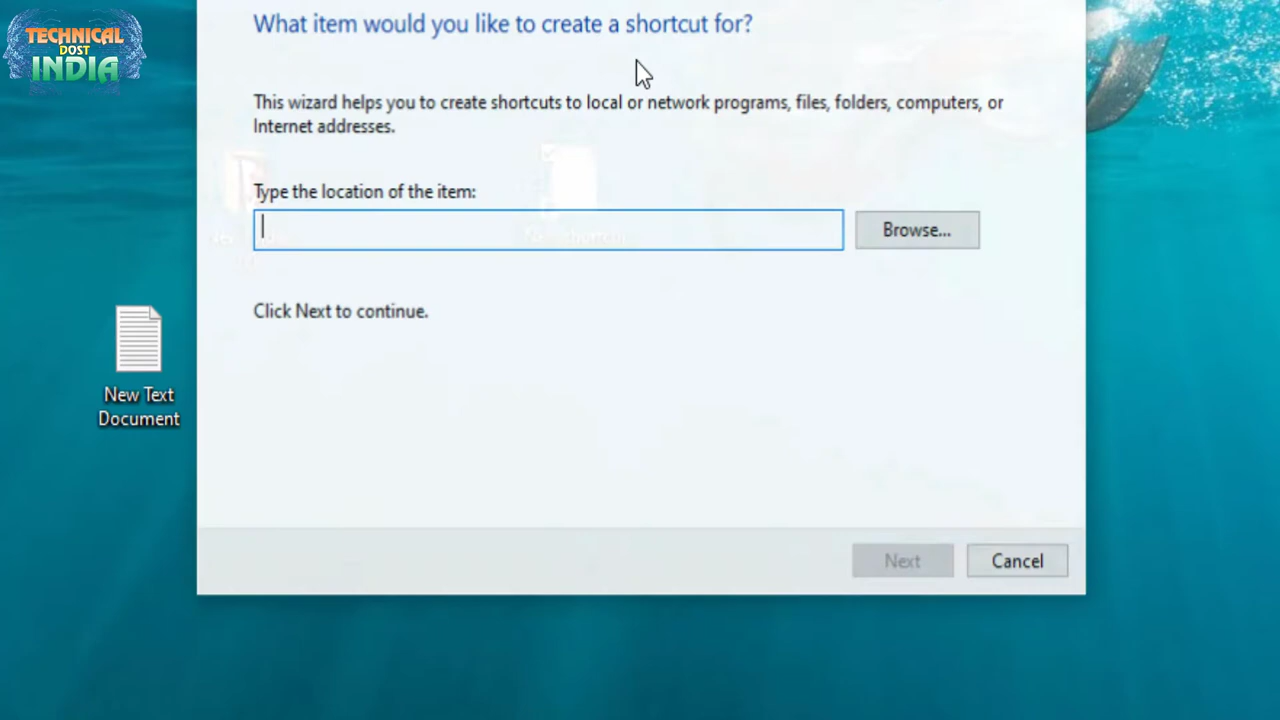 TECHNICAL
DOST
INDIA
What item would you like to create a shortcut for?
This wizard helps you to create shortcuts to local or network programs, files, folders, computers, or
Internet addresses.
Type the location of the item:
Browse...
Click Next to continue.
New Text
Document
Next
Cancel